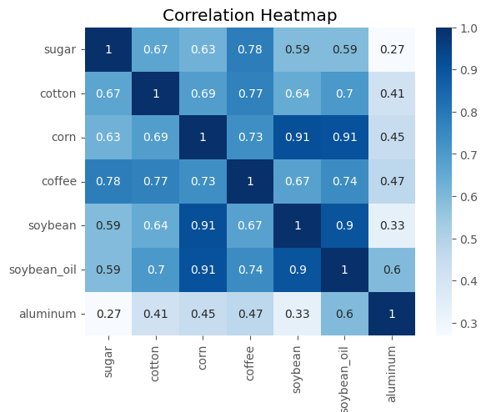 Correlation Heatmap
sugar 1 0.67 0.63 0.78 0.59 0.59 0.27
cotton 0.67 1 0.69 0.77 0.64 0.7 0.41
corn 0.63 0.69 1 0.73 0.91 0.91 0.45
coffee 0.78 0.77 0.73 1 0.67 0.74 0.47
soybean 0.59 0.64 0.91 0.67 1 0.9 0.33
soybean_oil 0.59 0.7 0.91 0.74 0.9 1 0.6
aluminum 0.27 0.41 0.45 0.47 0.33 0.6 1
sugar
cotton
corn
coffee
soybean
soybean_oil
aluminum
1.0
0.9
0.8
0.7
0.6
0.5
0.4
0.3